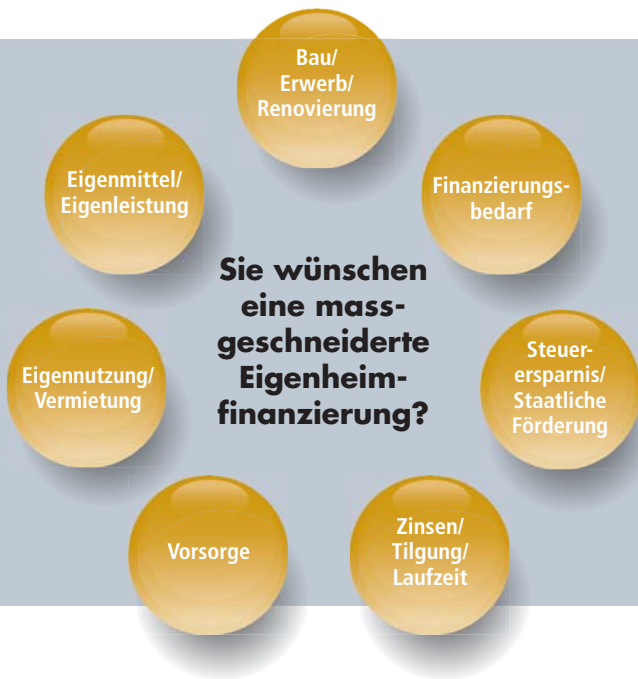 Bau/
Erwerb/
Renovierung
Eigenmittel/
Eigenleistung
Finanzierungs-
bedarf
Sie wünschen
eine mass-
geschneiderte
Eigenheim-
finanzierung?
Eigennutzung/
Vermietung
Steuer-
ersparnis/
Staatliche
Förderung
Vorsorge
Zinsen/
Tilgung/
Laufzeit